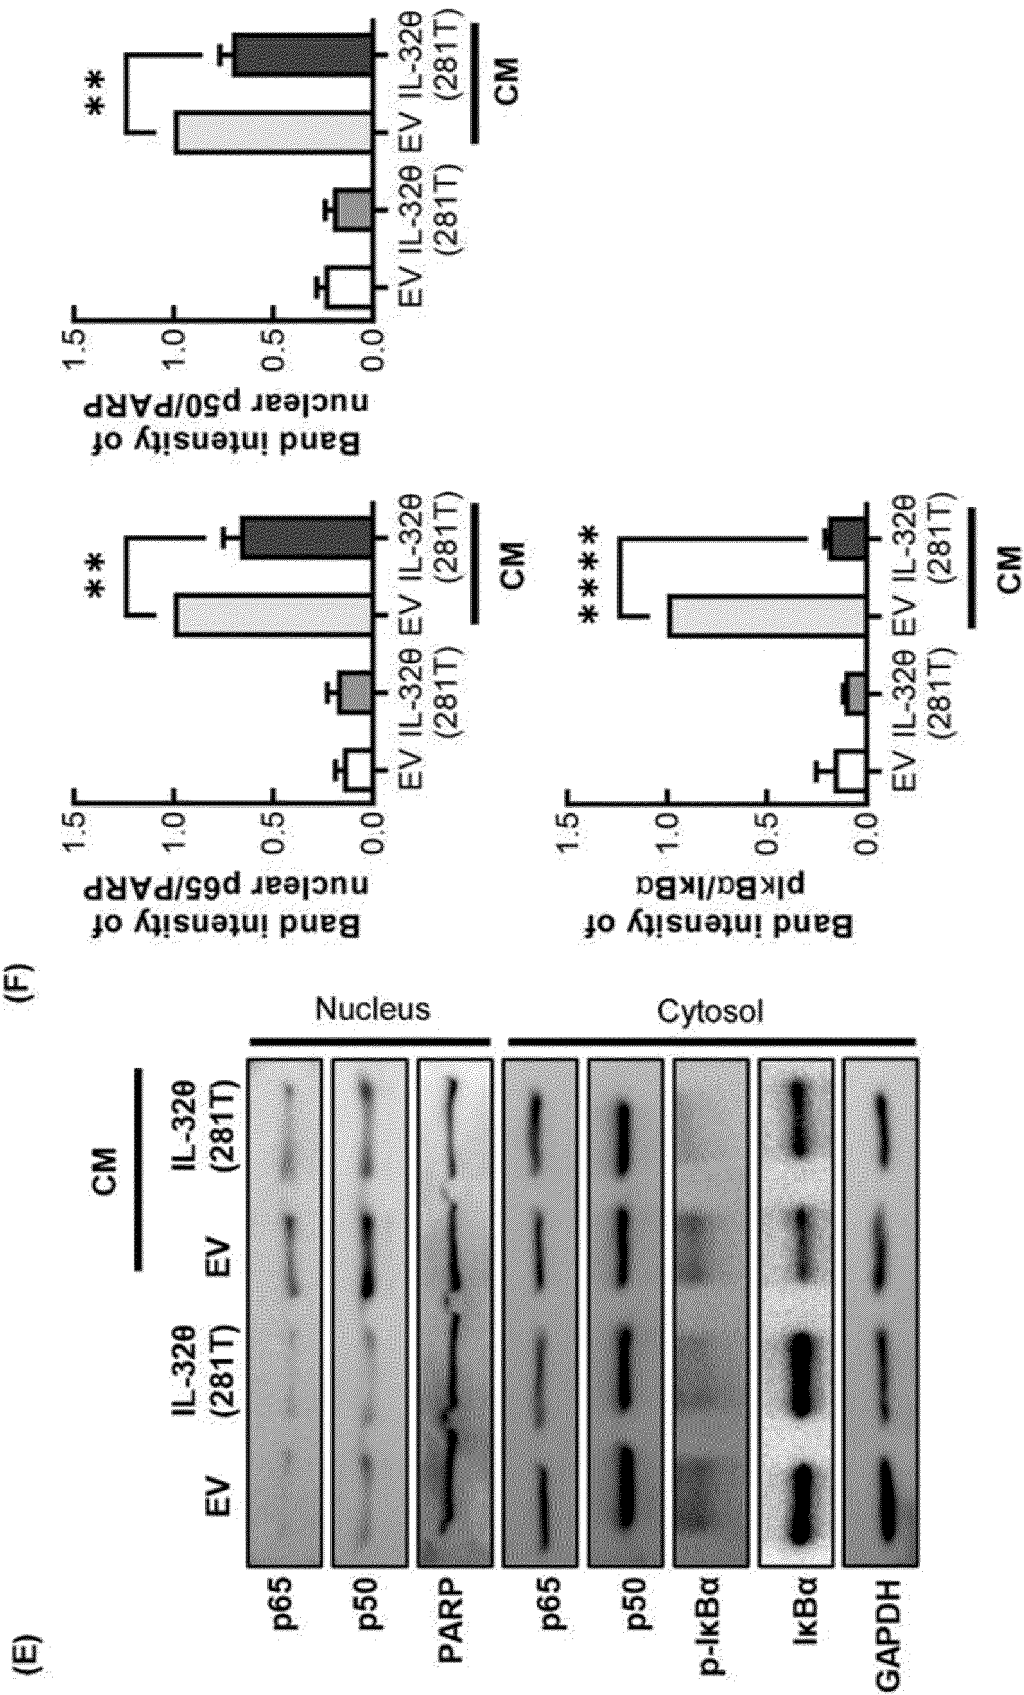 (E)
CM
EV
IL-32θ
(281T)
EV
IL-32θ
(281T)
p65
p50
PARP
Nucleus
p65
p50
p-IκBα
IκBα
GAPDH
Cytosol
(F)
Band intensity of
nuclear p65/PARP
1.5
1.0
0.5
0.0
**
EV IL-32θ EV IL-32θ
(281T) (281T)
CM
Band intensity of
nuclear p50/PARP
1.5
1.0
0.5
0.0
**
EV IL-32θ EV IL-32θ
(281T) (281T)
CM
Band intensity of
pIκBα/IκBα
1.5
1.0
0.5
0.0
****
EV IL-32θ EV IL-32θ
(281T) (281T)
CM